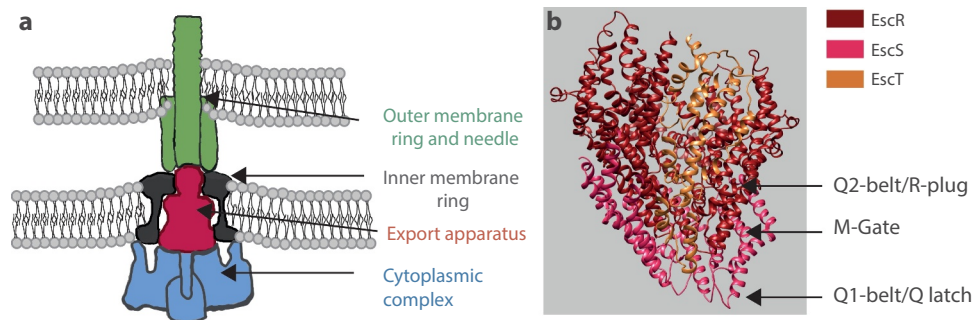 a
Outer membrane
ring and needle
Inner membrane
ring
Export apparatus
Cytoplasmic
complex
b
EscR
EscS
EscT
Q2-belt/R-plug
M-Gate
Q1-belt/Q latch